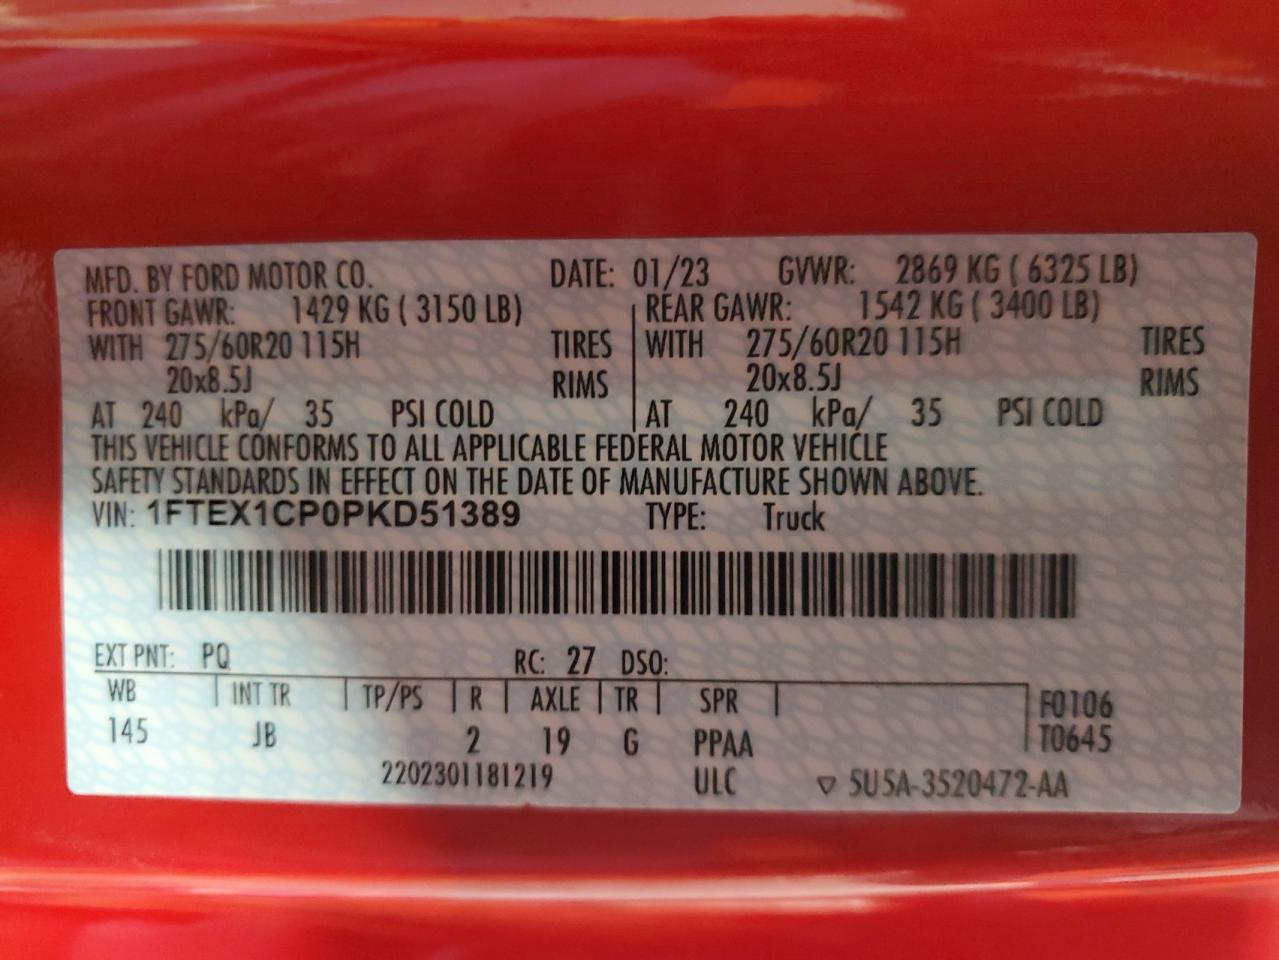 MFD. BY FORD MOTOR CO. DATE: 01/23 GVWR: 2869 KG ( 6325 LB)
FRONT GAWR: 1429 KG ( 3150 LB) REAR GAWR: 1542 KG ( 3400 LB)
WITH 275/60R20 115H TIRES WITH 275/60R20 115H TIRES
20x8.5J RIMS 20x8.5J RIMS
AT 240 kPa/ 35 PSI COLD AT 240 kPa/ 35 PSI COLD
THIS VEHICLE CONFORMS TO ALL APPLICABLE FEDERAL MOTOR VEHICLE
SAFETY STANDARDS IN EFFECT ON THE DATE OF MANUFACTURE SHOWN ABOVE.
VIN: 1FTEX1CP0PKD51389 TYPE: Truck
EXT PNT: PQ RC: 27 DSO:
WB INT TR TP/PS R AXLE TR SPR F0106
145 JB 2 19 G PPAA T0645
2202301181219 ULC ▽ 5U5A-3520472-AA